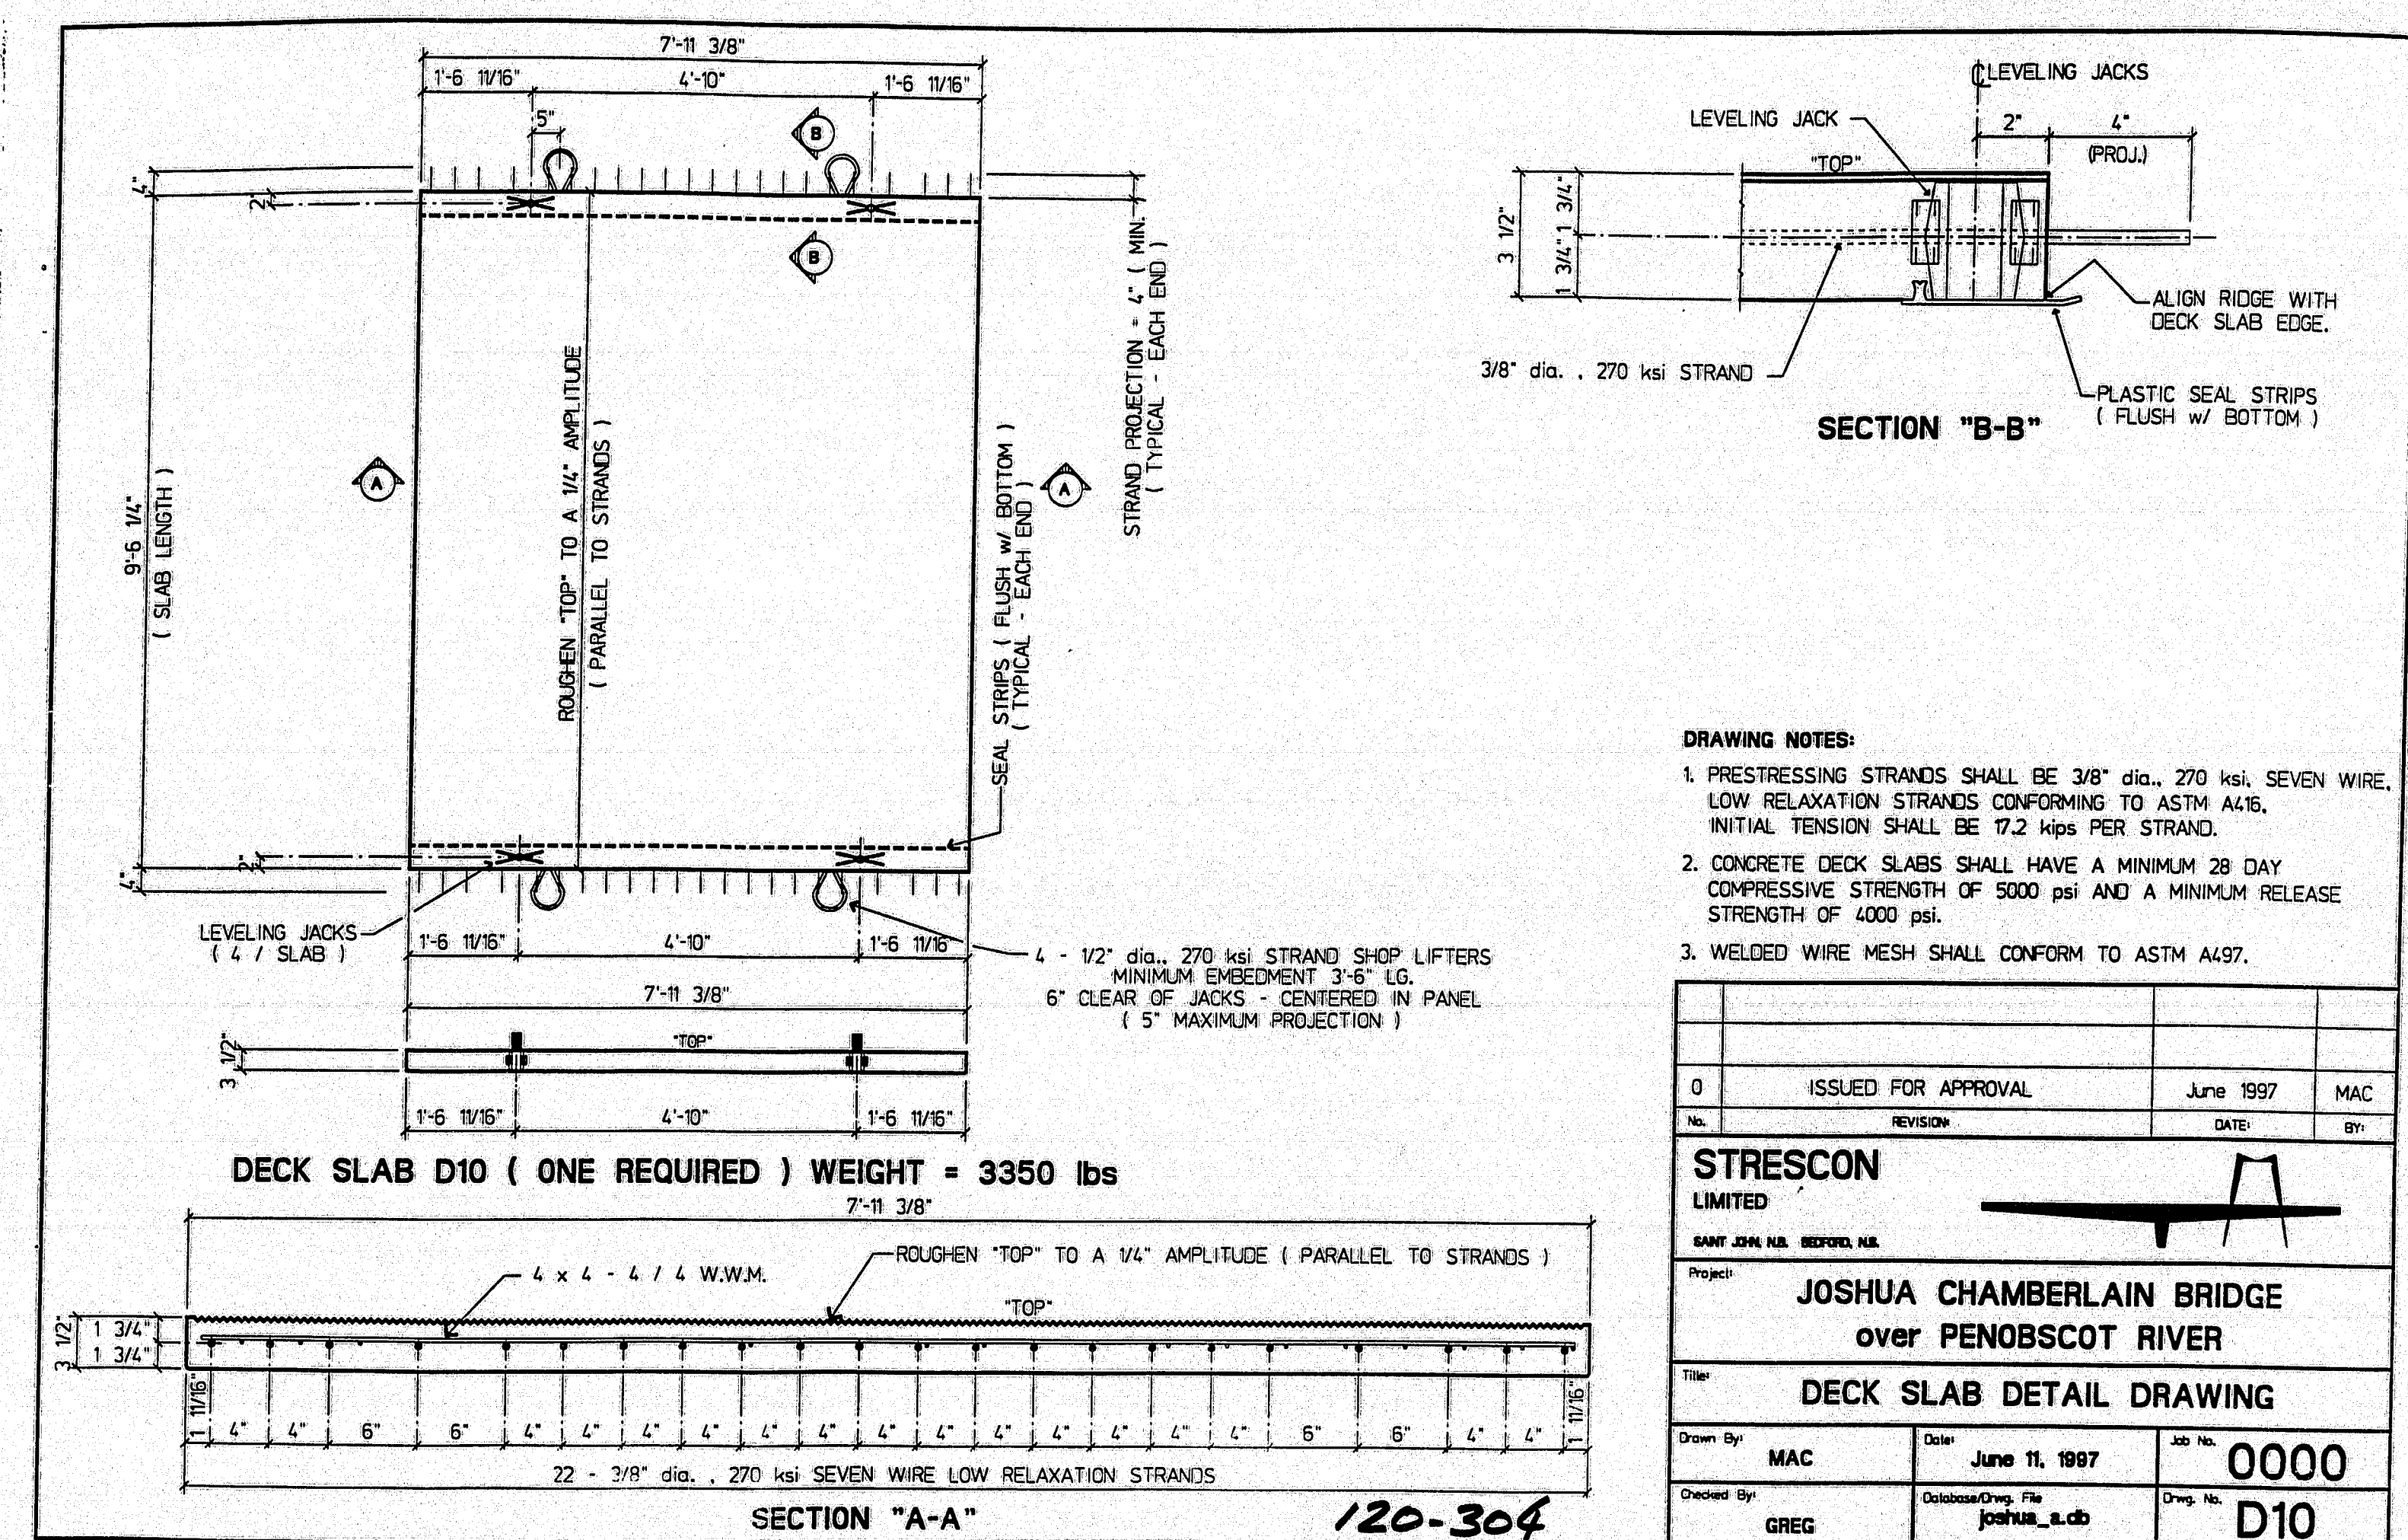 7'-11 3/8"
1'-6 11/16" 4'-10" 1'-6 11/16"
5"
B
4"
2"
B
9'-6 1/4"
( SLAB LENGTH )
A
ROUGHEN "TOP" TO A 1/4" AMPLITUDE
( PARALLEL TO STRANDS )
SEAL STRIPS ( FLUSH w/ BOTTOM )
( TYPICAL - EACH END )
A
STRAND PROJECTION = 4" ( MIN. )
( TYPICAL - EACH END )
2"
4"
LEVELING JACKS
( 4 / SLAB )
1'-6 11/16" 4'-10" 1'-6 11/16"
4 - 1/2" dia., 270 ksi STRAND SHOP LIFTERS
MINIMUM EMBEDMENT 3'-6" LG.
6" CLEAR OF JACKS - CENTERED IN PANEL
( 5" MAXIMUM PROJECTION )
7'-11 3/8"
"TOP"
3 1/2"
1'-6 11/16" 4'-10" 1'-6 11/16"
DECK SLAB D10 ( ONE REQUIRED ) WEIGHT = 3350 lbs
7'-11 3/8"
ROUGHEN "TOP" TO A 1/4" AMPLITUDE ( PARALLEL TO STRANDS )
4 x 4 - 4 / 4 W.W.M.
"TOP"
3 1/2"
1 3/4"
1 3/4"
1 11/16" 4" 4" 6" 6" 4" 4" 4" 4" 4" 4" 4" 4" 4" 4" 4" 4" 4" 6" 6" 4" 4" 1 11/16"
22 - 3/8" dia. , 270 ksi SEVEN WIRE LOW RELAXATION STRANDS
SECTION "A-A"
120-304
℄ LEVELING JACKS
LEVELING JACK
2" 4"
(PROJ.)
"TOP"
3 1/2"
1 3/4" 1 3/4"
ALIGN RIDGE WITH
DECK SLAB EDGE.
3/8" dia. , 270 ksi STRAND
PLASTIC SEAL STRIPS
( FLUSH w/ BOTTOM )
SECTION "B-B"
DRAWING NOTES:
1. PRESTRESSING STRANDS SHALL BE 3/8" dia., 270 ksi, SEVEN WIRE,
LOW RELAXATION STRANDS CONFORMING TO ASTM A416.
INITIAL TENSION SHALL BE 17.2 kips PER STRAND.
2. CONCRETE DECK SLABS SHALL HAVE A MINIMUM 28 DAY
COMPRESSIVE STRENGTH OF 5000 psi AND A MINIMUM RELEASE
STRENGTH OF 4000 psi.
3. WELDED WIRE MESH SHALL CONFORM TO ASTM A497.
0 ISSUED FOR APPROVAL June 1997 MAC
No. REVISION: DATE: BY:
STRESCON
LIMITED
SAINT JOHN, N.B. BEDFORD, N.S.
Project:
JOSHUA CHAMBERLAIN BRIDGE
over PENOBSCOT RIVER
Title:
DECK SLAB DETAIL DRAWING
Drawn By: MAC
Date: June 11, 1997
Job No. 0000
Checked By: GREG
Database/Drwg. File joshua_a.db
Drwg. No. D10